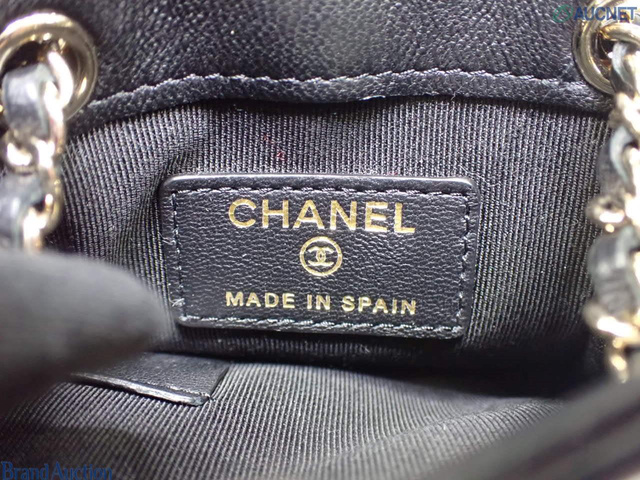 AUCNET
CHANEL
MADE IN SPAIN
Brand Auction